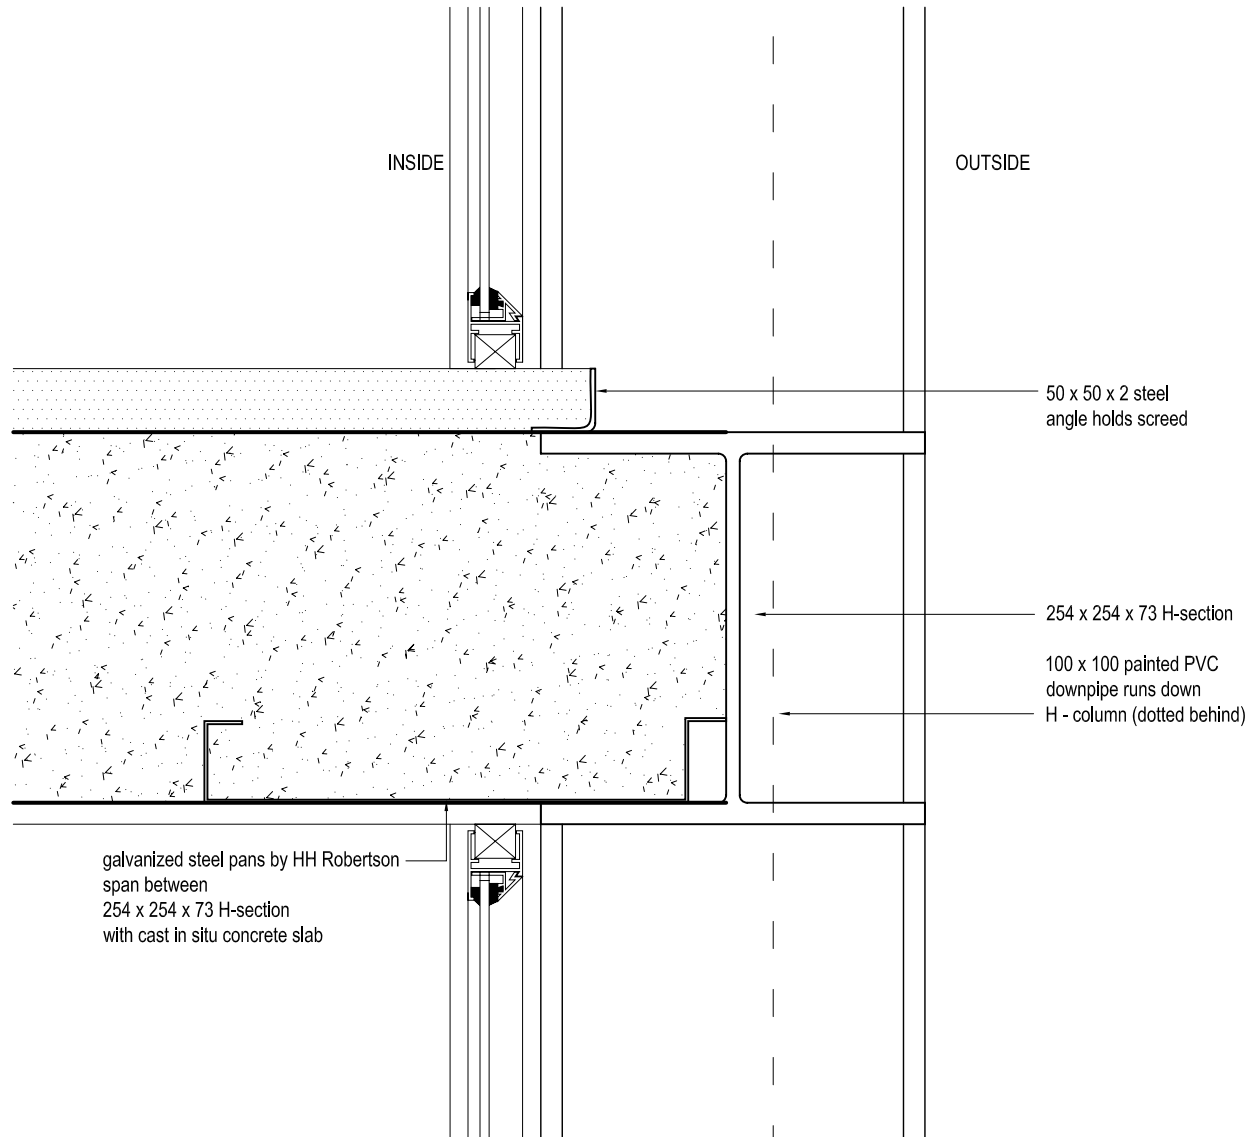 INSIDE
OUTSIDE
50 x 50 x 2 steel
angle holds screed
254 x 254 x 73 H-section
100 x 100 painted PVC
downpipe runs down
H - column (dotted behind)
galvanized steel pans by HH Robertson
span between
254 x 254 x 73 H-section
with cast in situ concrete slab